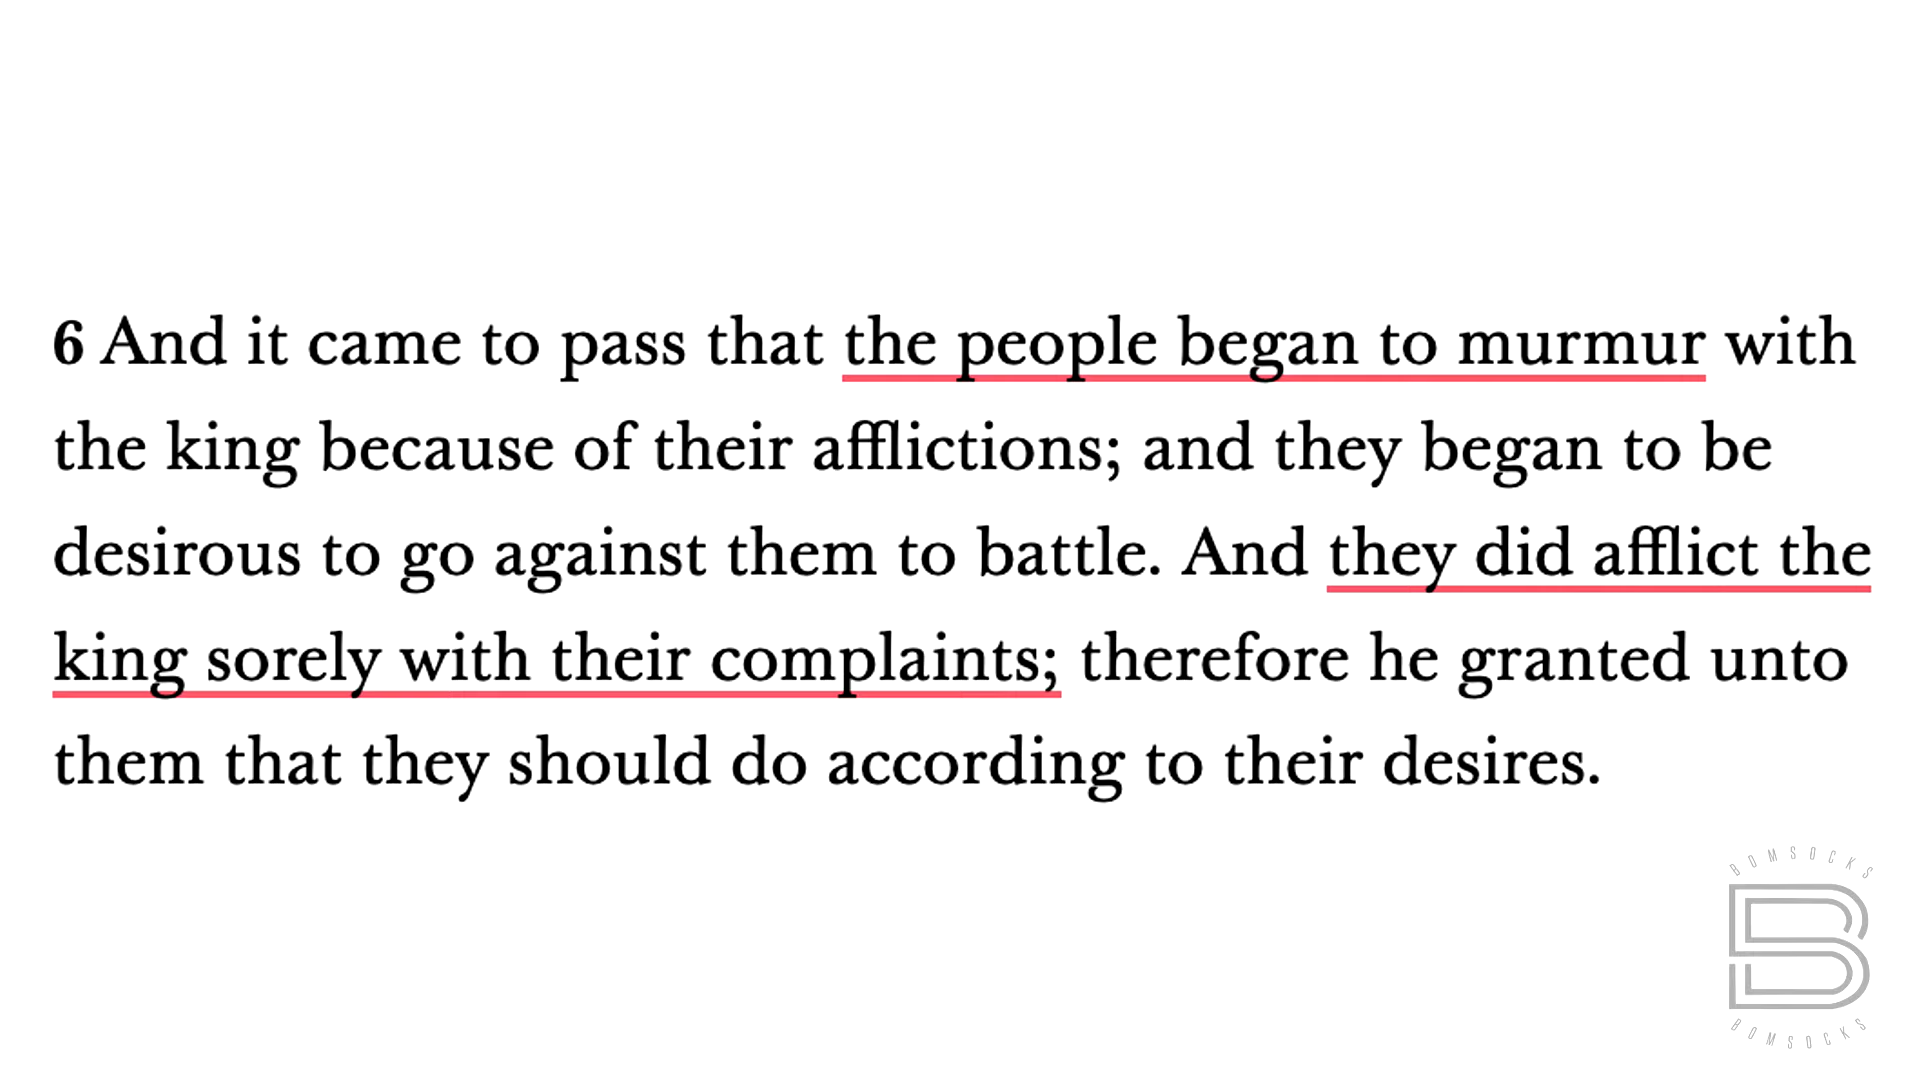 6 And it came to pass that the people began to murmur with
the king because of their afflictions; and they began to be
desirous to go against them to battle. And they did afflict the
king sorely with their complaints; therefore he granted unto
them that they should do according to their desires.
BOMSOCKS
B
BOMSOCKS